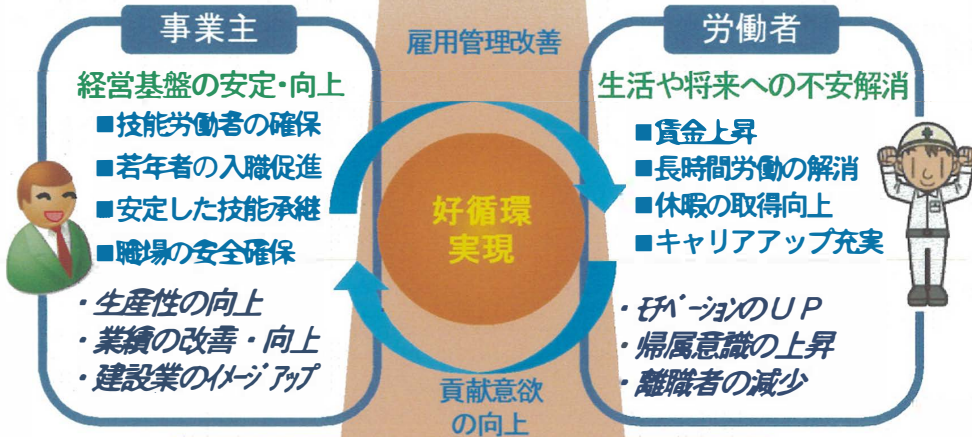 事業主
経営基盤の安定・向上
■技能労働者の確保
■若年者の入職促進
■安定した技能承継
■職場の安全確保
・生産性の向上
・業績の改善・向上
・建設業のイメージアップ
雇用管理改善
好循環
実現
貢献意欲
の向上
労働者
生活や将来への不安解消
■賃金上昇
■長時間労働の解消
■休暇の取得向上
■キャリアアップ充実
・モチベーションのUP
・帰属意識の上昇
・離職者の減少